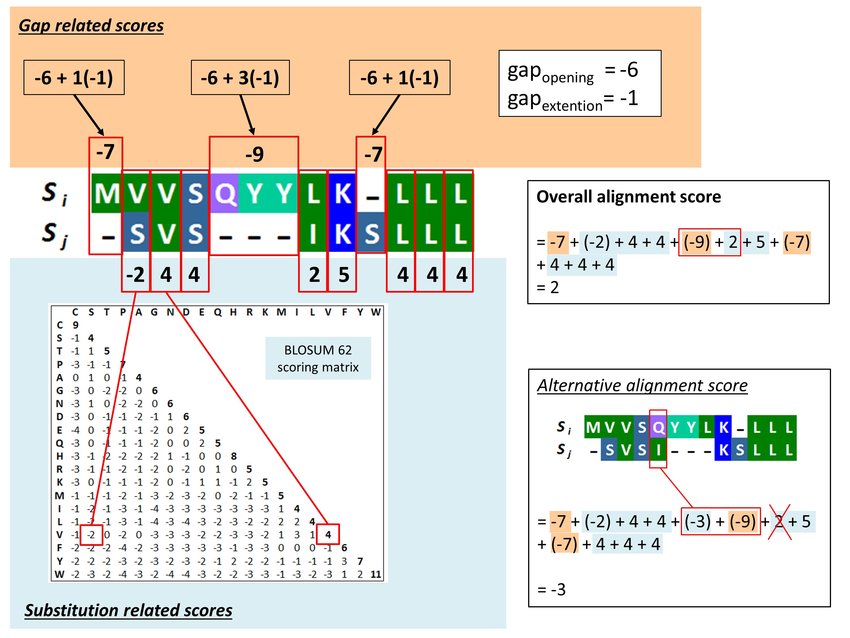 Gap related scores
-6 + 1(-1)
-6 + 3(-1)
-6 + 1(-1)
gap opening = -6
gap extention = -1
-7 -9 -7
S i M V V S Q Y Y L K – L L L
S j – S V S – – – I K S L L L
-2 4 4 2 5 4 4 4
C S T P A G N D E Q H R K M I L V F Y W
C 9
S -1 4
T -1 1 5
P -3 -1 -1 7
A 0 1 0 -1 4
G -3 0 -2 -2 0 6
N -3 1 0 -2 -2 0 6
D -3 0 -1 -1 -2 -1 1 6
E -4 0 -1 -1 -1 -2 0 2 5
Q -3 0 -1 -1 -1 -2 0 0 2 5
H -3 -1 -2 -2 -2 -2 1 -1 0 0 8
R -3 -1 -1 -2 -1 -2 0 -2 0 1 0 5
K -3 0 -1 -1 -1 -2 0 -1 1 1 -1 2 5
M -1 -1 -1 -2 -1 -3 -2 -3 -2 0 -2 -1 -1 5
I -1 -2 -1 -3 -1 -4 -3 -3 -3 -3 -3 -3 -3 1 4
L -1 -2 -1 -3 -1 -4 -3 -4 -3 -2 -3 -2 -2 2 2 4
V -1 -2 0 -2 0 -3 -3 -3 -2 -2 -3 -3 -2 1 3 1 4
F -2 -2 -2 -4 -2 -3 -3 -3 -3 -3 -1 -3 -3 0 0 0 -1 6
Y -2 -2 -2 -3 -2 -3 -2 -3 -2 -1 2 -2 -2 -1 -1 -1 -1 3 7
W -2 -3 -2 -4 -3 -2 -4 -4 -3 -2 -2 -3 -3 -1 -3 -2 -3 1 2 11
BLOSUM 62
scoring matrix
Substitution related scores
Overall alignment score
= -7 + (-2) + 4 + 4 + (-9) + 2 + 5 + (-7)
+ 4 + 4 + 4
= 2
Alternative alignment score
S i M V V S Q Y Y L K – L L L
S j – S V S I – – – K S L L L
= -7 + (-2) + 4 + 4 + (-3) + (-9) + 2 + 5
+ (-7) + 4 + 4 + 4
= -3